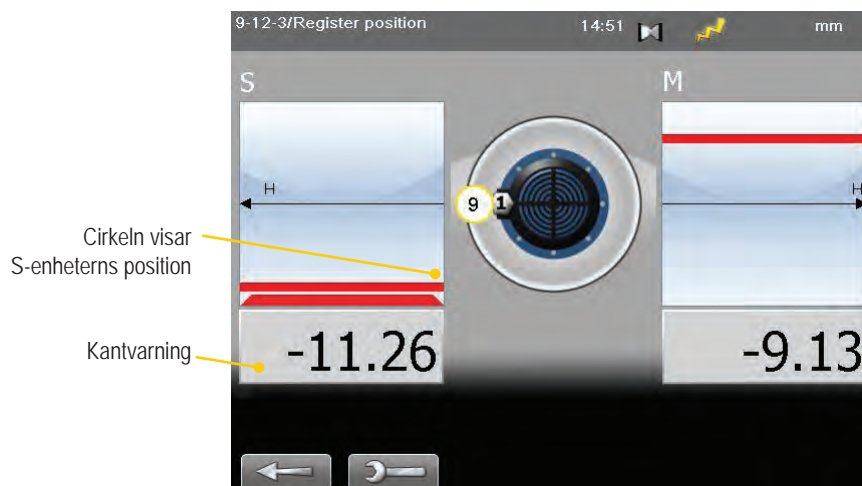 9-12-3/Register position 14:51 mm
S M
H H
9 1
Cirkeln visar
S-enheterns position
Kantvarning
-11.26 -9.13